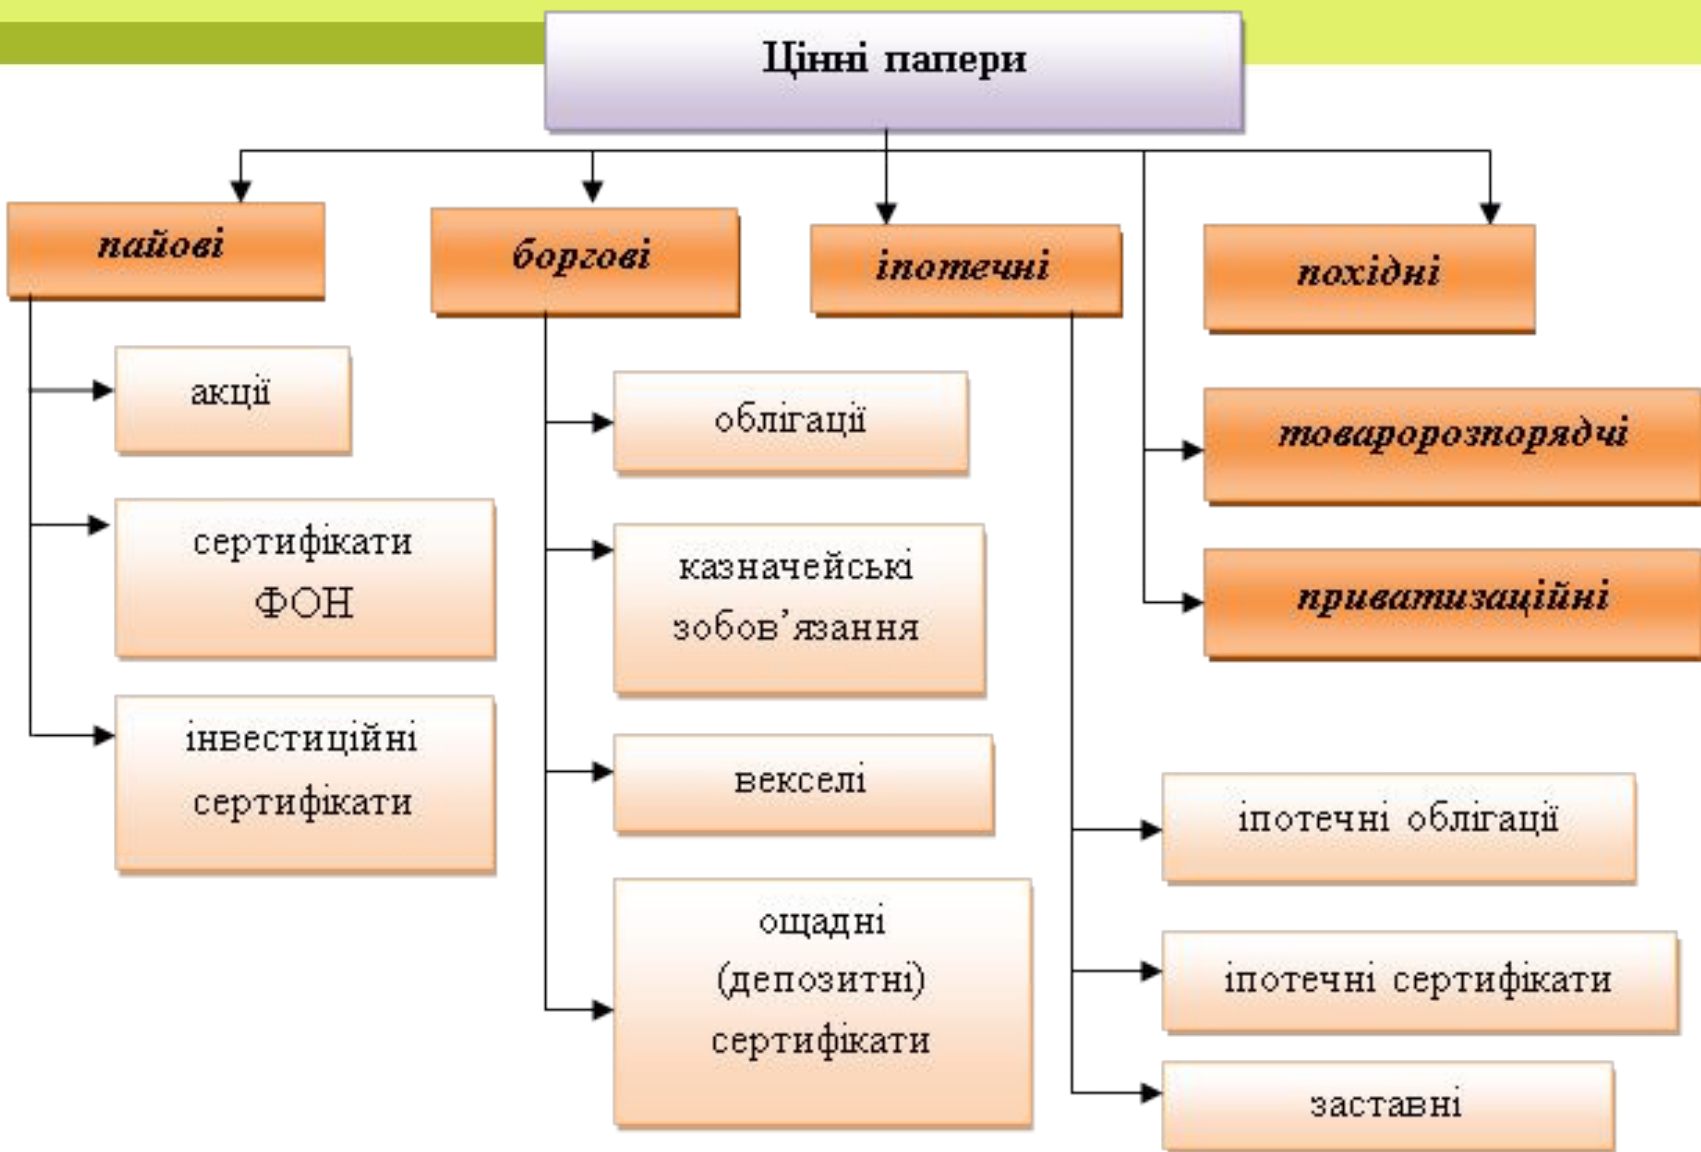 Цінні папери
пайові
боргові
іпотечні
похідні
акції
сертифікати
ФОН
інвестиційні
сертифікати
облігації
казначейські
зобов’язання
векселі
ощадні
(депозитні)
сертифікати
товаророзпорядчі
приватизаційні
іпотечні облігації
іпотечні сертифікати
заставні